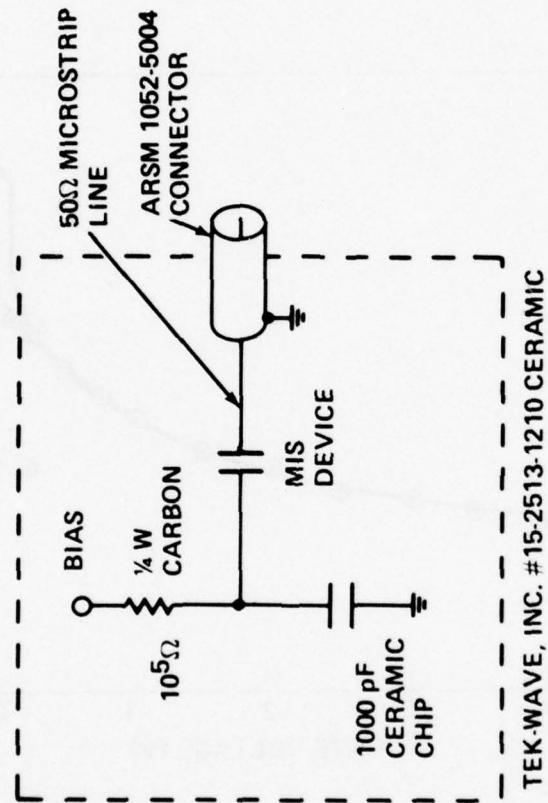 50Ω MICROSTRIP
LINE
ARSM 1052-5004
CONNECTOR
BIAS
¼ W
CARBON
10⁵Ω
MIS
DEVICE
1000 pF
CERAMIC
CHIP
TEK-WAVE, INC. #15-2513-1210 CERAMIC